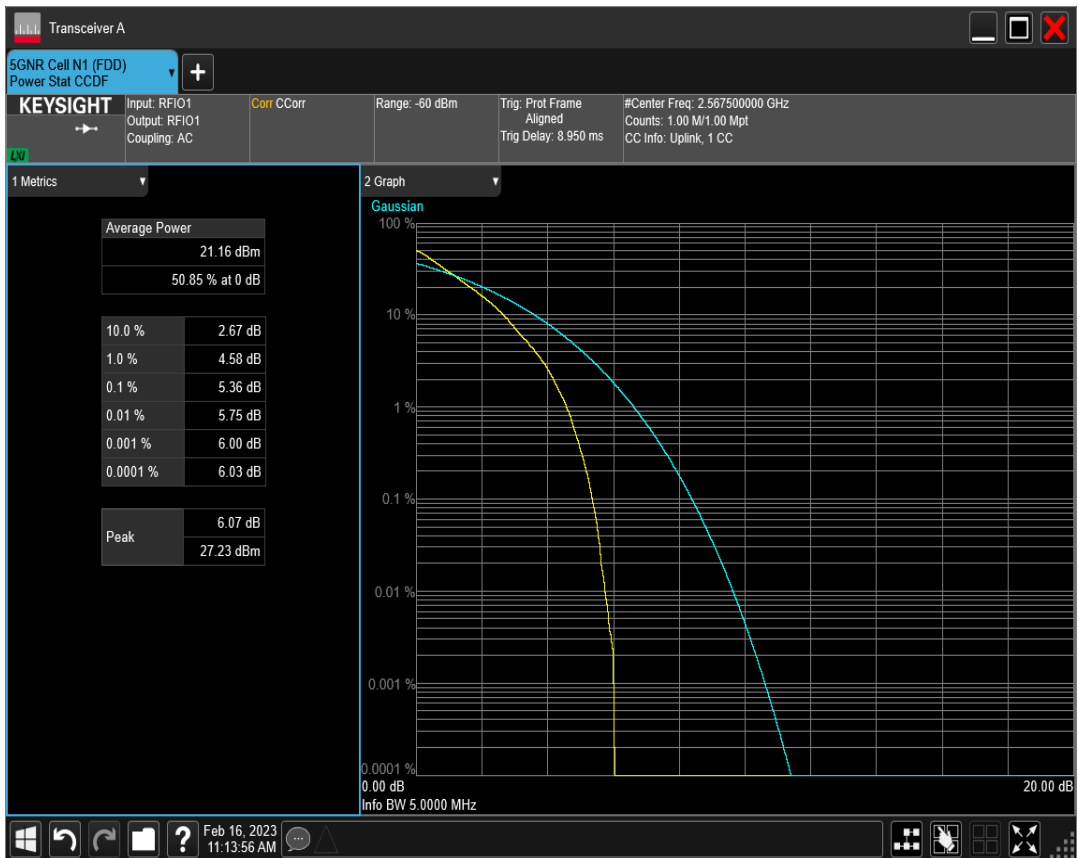 Transceiver A
5GNR Cell N1 (FDD)
Power Stat CCDF
+
KEYSIGHT
LXI
Input: RFIO1
Output: RFIO1
Coupling: AC
Corr CCorr
Range: -60 dBm
Trig: Prot Frame
Aligned
Trig Delay: 8.950 ms
#Center Freq: 2.567500000 GHz
Counts: 1.00 M/1.00 Mpt
CC Info: Uplink, 1 CC
1 Metrics
Average Power
21.16 dBm
50.85 % at 0 dB
10.0 % 2.67 dB
1.0 % 4.58 dB
0.1 % 5.36 dB
0.01 % 5.75 dB
0.001 % 6.00 dB
0.0001 % 6.03 dB
Peak 6.07 dB
27.23 dBm
2 Graph
Gaussian
100 %
10 %
1 %
0.1 %
0.01 %
0.001 %
0.0001 %
0.00 dB 20.00 dB
Info BW 5.0000 MHz
?
Feb 16, 2023
11:13:56 AM